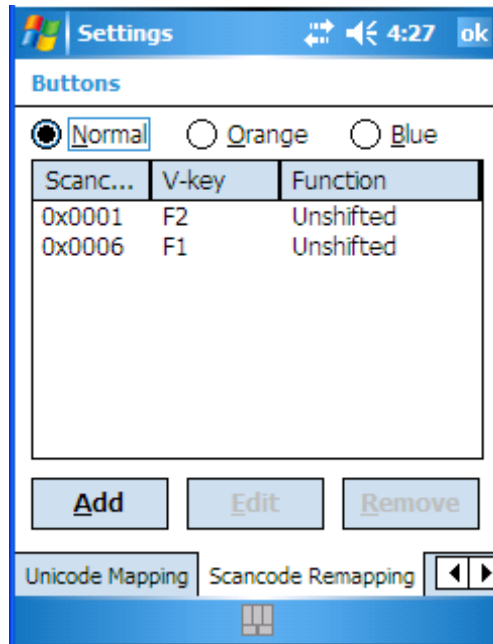 Settings 4:27 ok
Buttons
Normal Orange Blue
Scanc... V-key Function
0x0001 F2 Unshifted
0x0006 F1 Unshifted
Add Edit Remove
Unicode Mapping Scancode Remapping